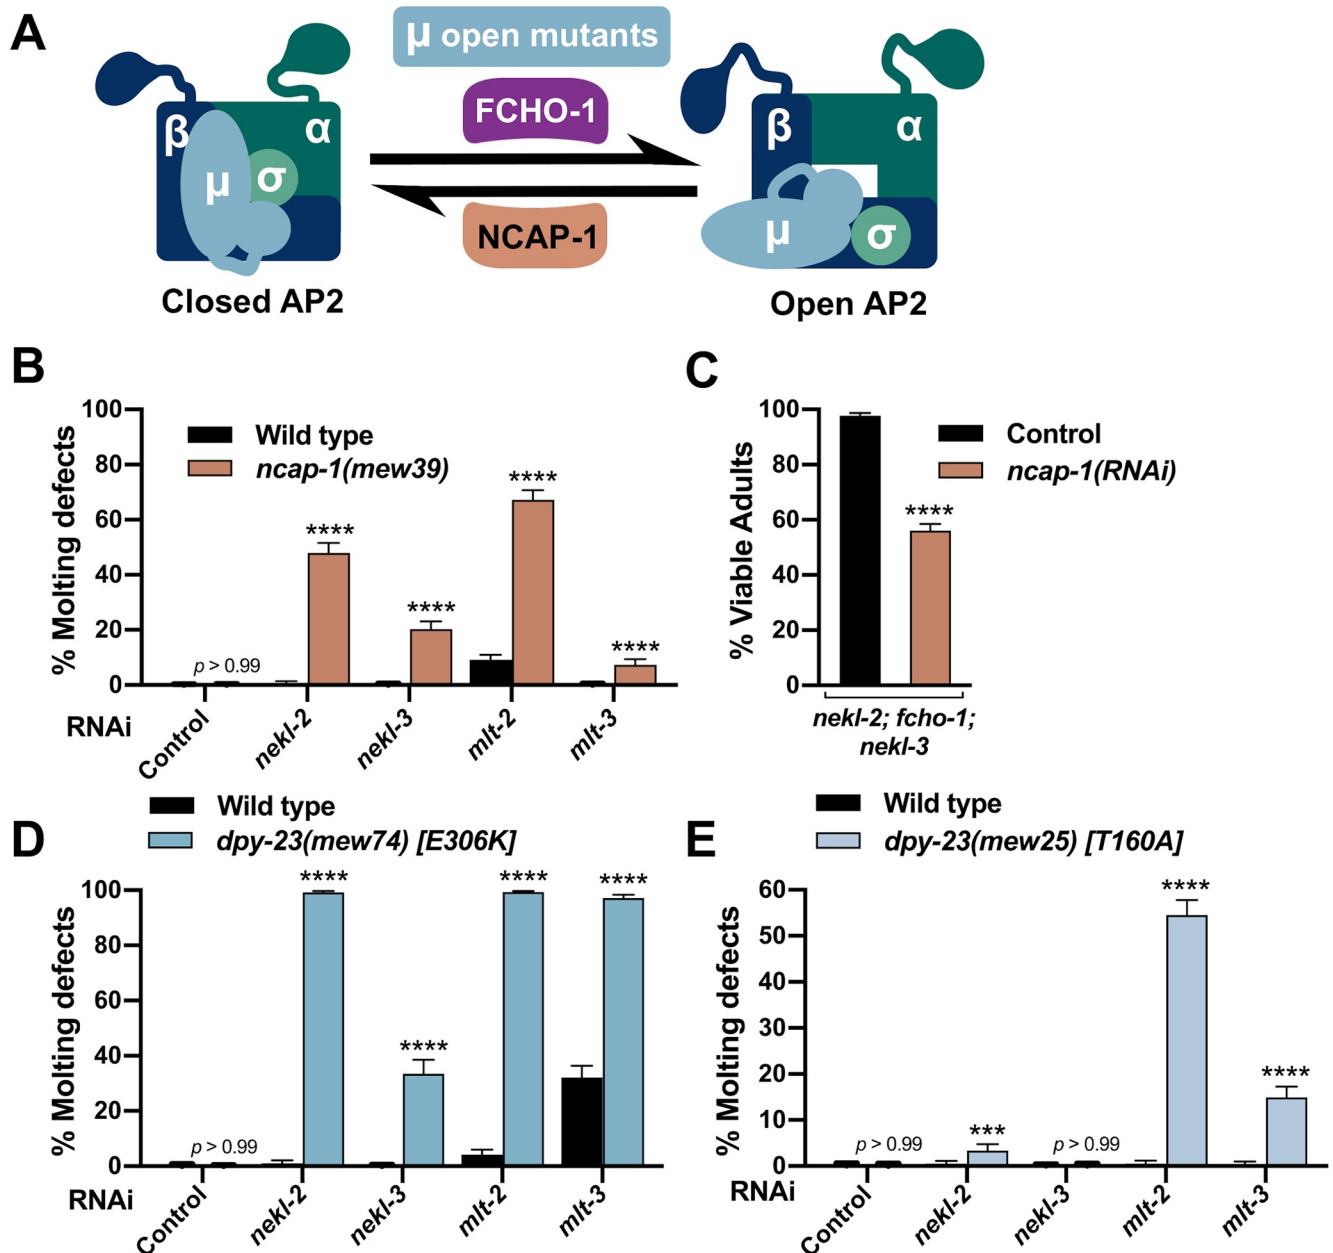 A
μ open mutants
FCHO-1
NCAP-1
β
α
μ
σ
β
α
μ
σ
Closed AP2
Open AP2
B
% Molting defects
100
80
60
40
20
0
Wild type
ncap-1(mew39)
p > 0.99
****
****
****
****
RNAi
Control
nekl-2
nekl-3
mlt-2
mlt-3
C
% Viable Adults
100
80
60
40
20
0
Control
ncap-1(RNAi)
****
nekl-2; fcho-1;
nekl-3
D
Wild type
dpy-23(mew74) [E306K]
% Molting defects
100
80
60
40
20
0
p > 0.99
****
****
****
****
RNAi
Control
nekl-2
nekl-3
mlt-2
mlt-3
E
Wild type
dpy-23(mew25) [T160A]
% Molting defects
60
50
40
30
20
10
0
p > 0.99
***
p > 0.99
****
****
RNAi
Control
nekl-2
nekl-3
mlt-2
mlt-3